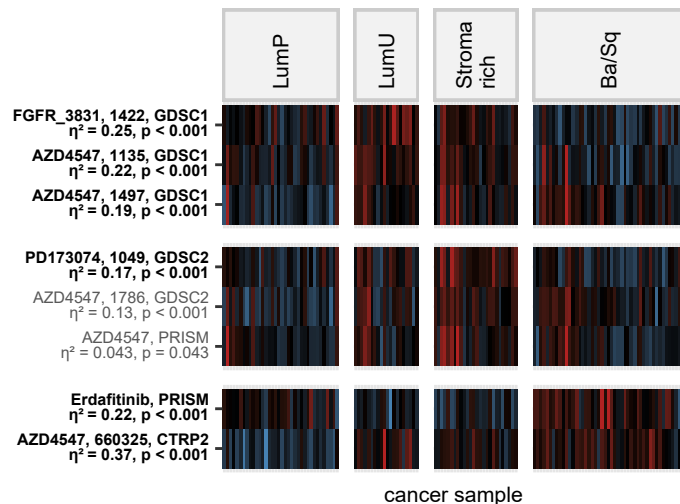 LumP
LumU
Stroma
rich
Ba/Sq
FGFR_3831, 1422, GDSC1
η² = 0.25, p < 0.001
AZD4547, 1135, GDSC1
η² = 0.22, p < 0.001
AZD4547, 1497, GDSC1
η² = 0.19, p < 0.001
PD173074, 1049, GDSC2
η² = 0.17, p < 0.001
AZD4547, 1786, GDSC2
η² = 0.13, p < 0.001
AZD4547, PRISM
η² = 0.043, p = 0.043
Erdafitinib, PRISM
η² = 0.22, p < 0.001
AZD4547, 660325, CTRP2
η² = 0.37, p < 0.001
cancer sample